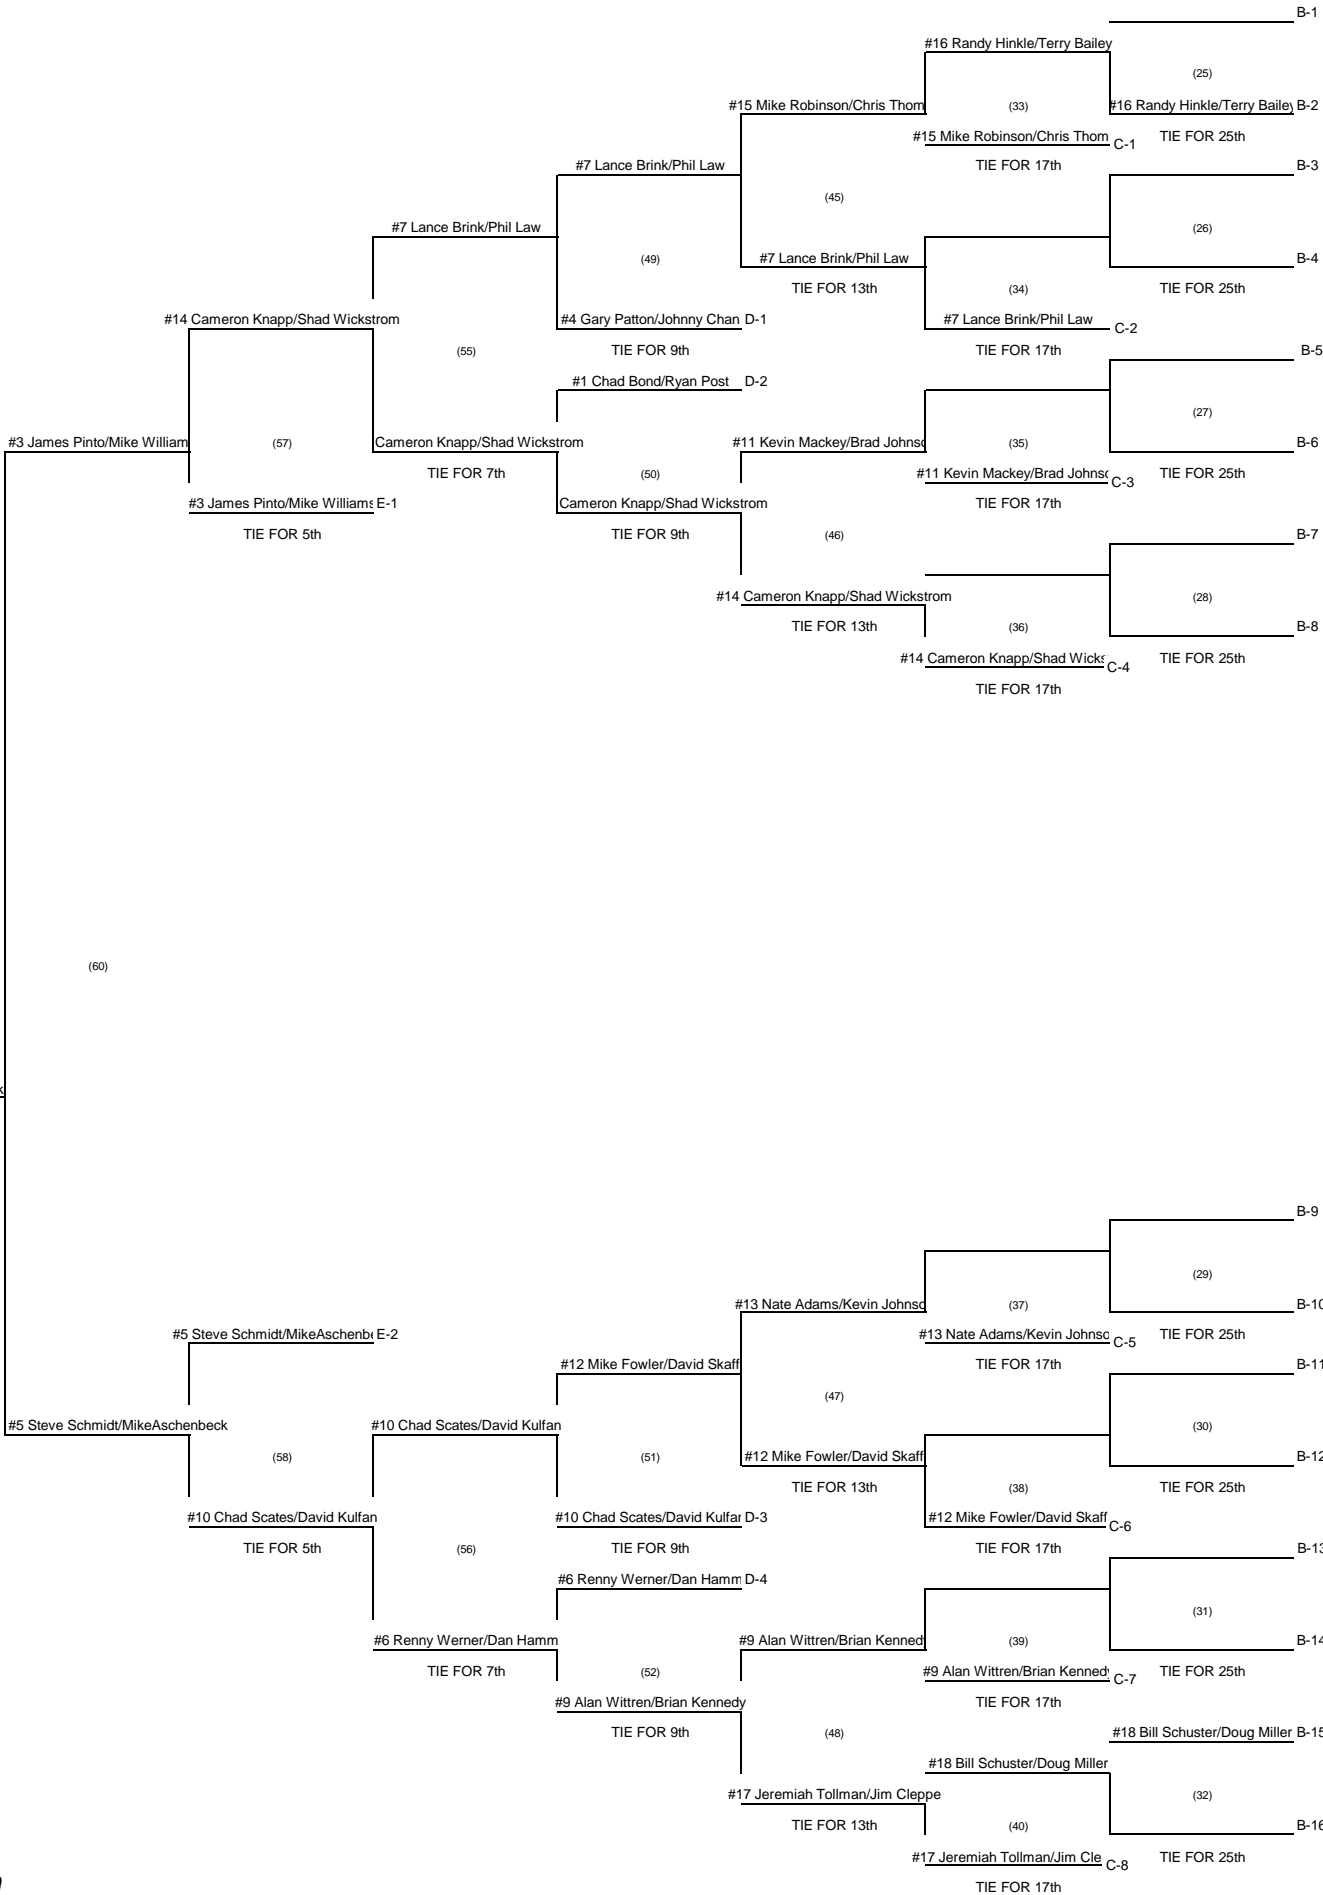 B-1
#16 Randy Hinkle/Terry Bailey
(25)
#15 Mike Robinson/Chris Thom
(33)
#16 Randy Hinkle/Terry Bailey B-2
#15 Mike Robinson/Chris Thom C-1
TIE FOR 25th
#7 Lance Brink/Phil Law
TIE FOR 17th
B-3
(45)
#7 Lance Brink/Phil Law
(26)
(49)
#7 Lance Brink/Phil Law
B-4
TIE FOR 13th
(34)
TIE FOR 25th
#14 Cameron Knapp/Shad Wickstrom
#4 Gary Patton/Johnny Chan D-1
#7 Lance Brink/Phil Law
C-2
(55)
TIE FOR 9th
TIE FOR 17th
B-5
#1 Chad Bond/Ryan Post D-2
(27)
#3 James Pinto/Mike William
(57)
Cameron Knapp/Shad Wickstrom
#11 Kevin Mackey/Brad Johnso
(35)
B-6
TIE FOR 7th
(50)
#11 Kevin Mackey/Brad Johnso C-3
TIE FOR 25th
#3 James Pinto/Mike Williams E-1
Cameron Knapp/Shad Wickstrom
TIE FOR 17th
TIE FOR 5th
TIE FOR 9th
(46)
B-7
#14 Cameron Knapp/Shad Wickstrom
(28)
TIE FOR 13th
(36)
B-8
#14 Cameron Knapp/Shad Wicks C-4
TIE FOR 25th
TIE FOR 17th
(60)
k
B-9
(29)
#13 Nate Adams/Kevin Johnso
(37)
B-10
#5 Steve Schmidt/MikeAschenbe E-2
#13 Nate Adams/Kevin Johnso C-5
TIE FOR 25th
#12 Mike Fowler/David Skaff
TIE FOR 17th
B-11
(47)
#5 Steve Schmidt/MikeAschenbeck
#10 Chad Scates/David Kulfan
(30)
(58)
(51)
#12 Mike Fowler/David Skaff
B-12
TIE FOR 13th
(38)
TIE FOR 25th
#10 Chad Scates/David Kulfan
#10 Chad Scates/David Kulfan D-3
#12 Mike Fowler/David Skaff C-6
TIE FOR 5th
(56)
TIE FOR 9th
TIE FOR 17th
B-13
#6 Renny Werner/Dan Hamm D-4
(31)
#6 Renny Werner/Dan Hamm
#9 Alan Wittren/Brian Kenned
(39)
B-14
TIE FOR 7th
(52)
#9 Alan Wittren/Brian Kennedy C-7
TIE FOR 25th
#9 Alan Wittren/Brian Kennedy
TIE FOR 17th
TIE FOR 9th
(48)
#18 Bill Schuster/Doug Miller B-15
#18 Bill Schuster/Doug Miller
#17 Jeremiah Tollman/Jim Cleppe
(32)
TIE FOR 13th
(40)
B-16
#17 Jeremiah Tollman/Jim Cle C-8
TIE FOR 25th
TIE FOR 17th